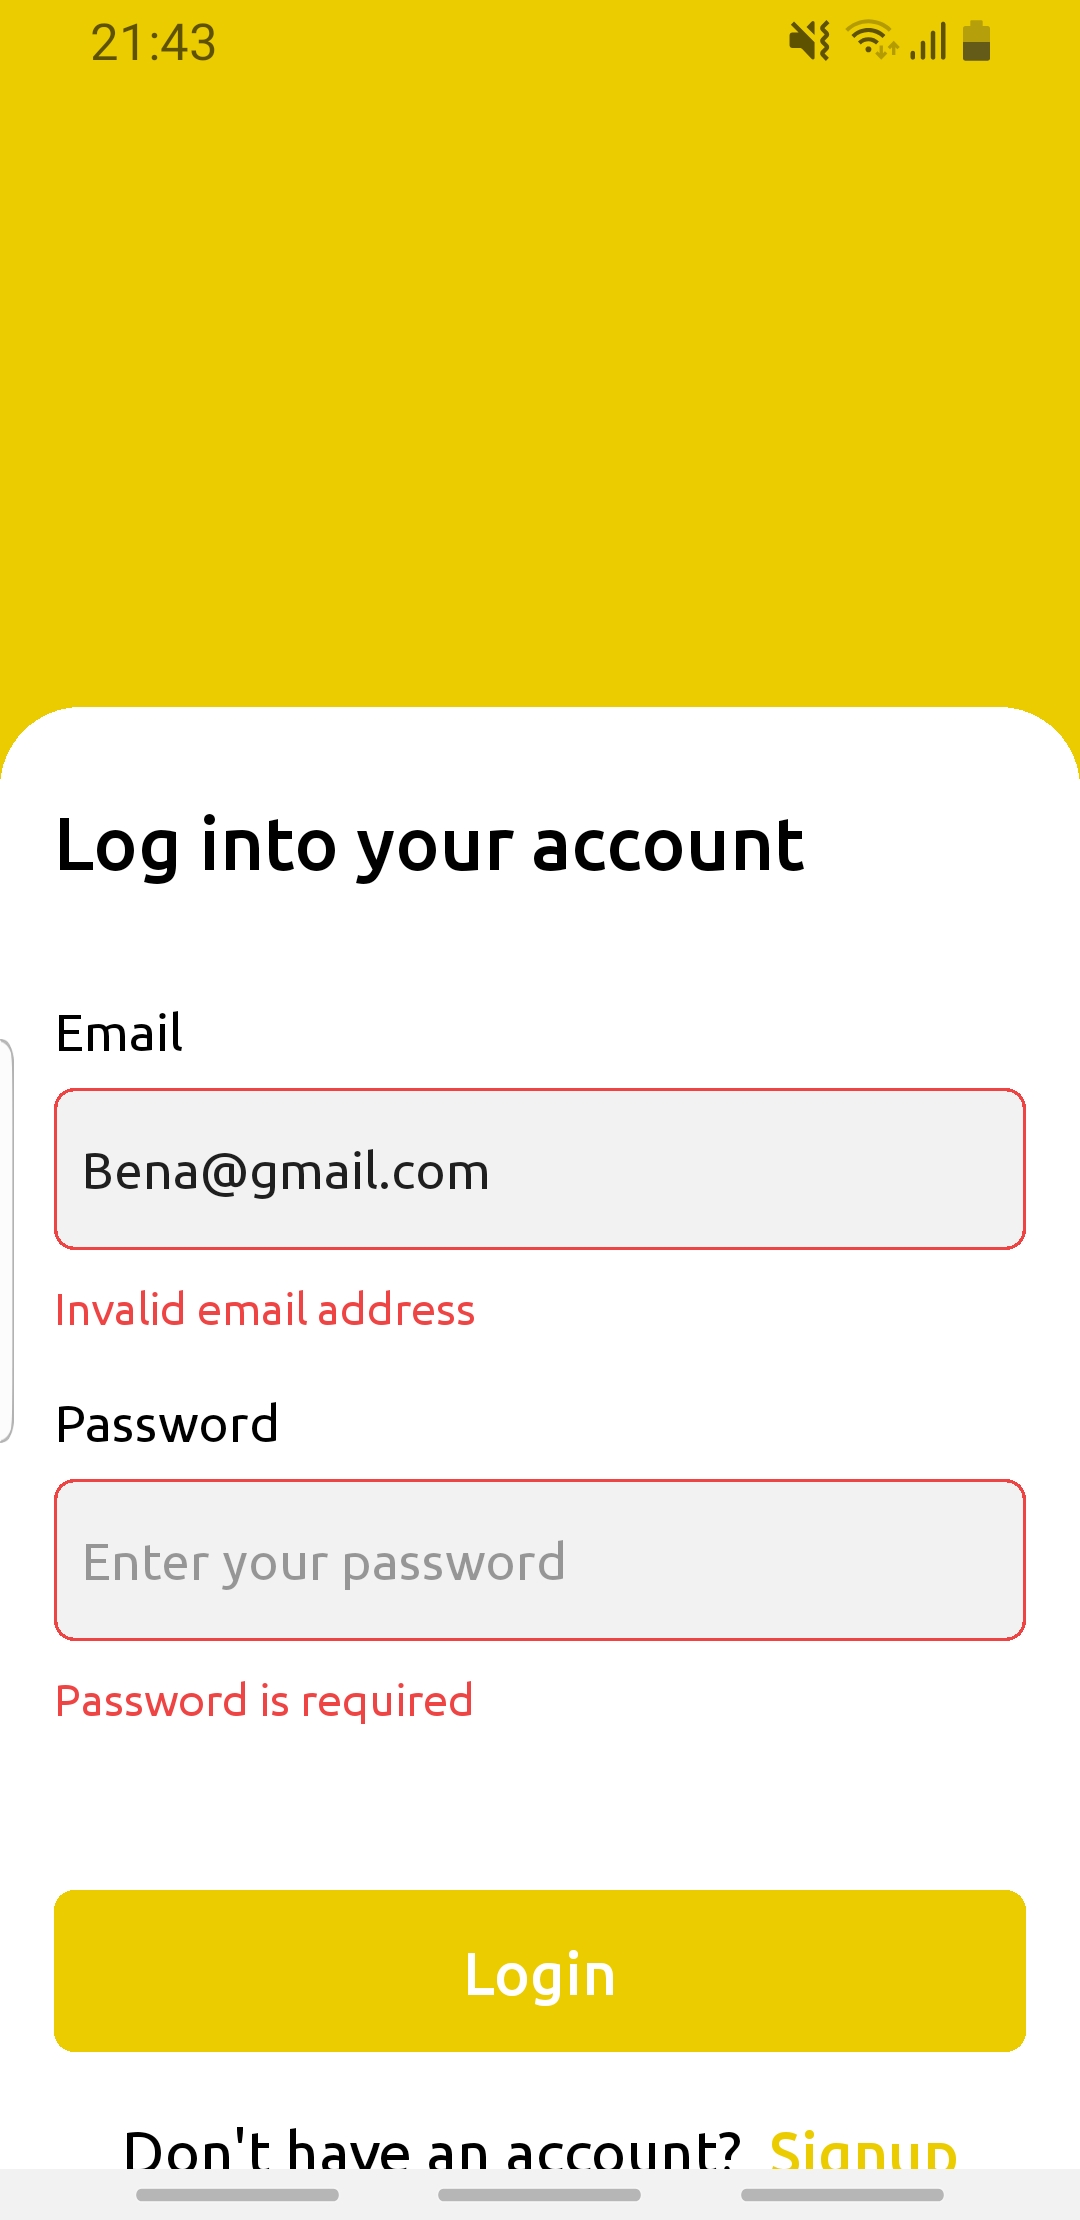 21:43
Log into your account
Email
Bena@gmail.com
Invalid email address
Password
Enter your password
Password is required
Login
Don't have an account? Signup